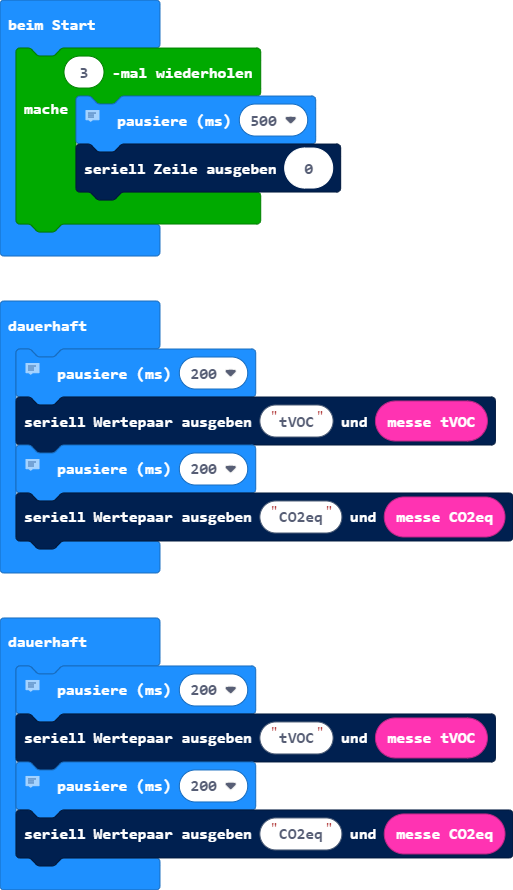 beim Start
3 -mal wiederholen
mache
pausiere (ms) 500
seriell Zeile ausgeben 0
dauerhaft
pausiere (ms) 200
seriell Wertepaar ausgeben "tVOC" und messe tVOC
pausiere (ms) 200
seriell Wertepaar ausgeben "CO2eq" und messe CO2eq
dauerhaft
pausiere (ms) 200
seriell Wertepaar ausgeben "tVOC" und messe tVOC
pausiere (ms) 200
seriell Wertepaar ausgeben "CO2eq" und messe CO2eq